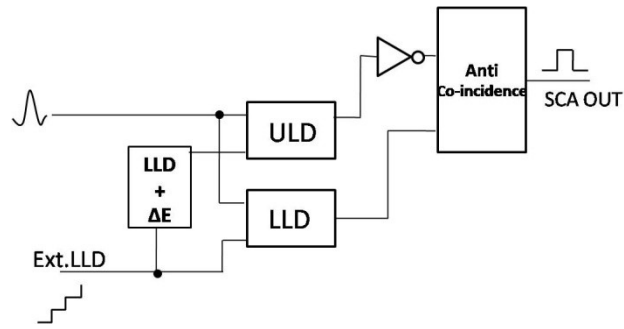 Anti
Co-incidence
SCA OUT
ULD
LLD
+
ΔE
LLD
Ext.LLD